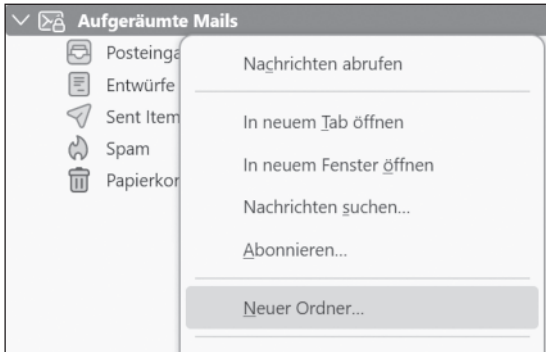 Aufgeräumte Mails
Posteinga
Entwürfe
Sent Item
Spam
Papierkor
Nachrichten abrufen
In neuem Tab öffnen
In neuem Fenster öffnen
Nachrichten suchen...
Abonnieren...
Neuer Ordner...